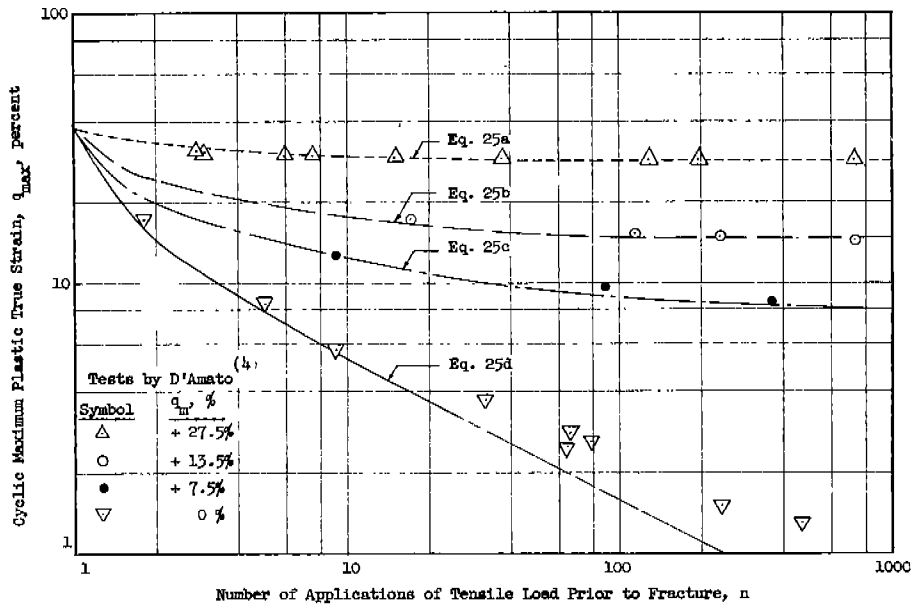 100
10
1
Cyclic Maximum Plastic True Strain, q_max, percent
Eq. 25a
Eq. 25b
Eq. 25c
Eq. 25d
Tests by D'Amato (4)
Symbol q_m, %
+ 27.5%
+ 13.5%
+ 7.5%
0 %
1 10 100 1000
Number of Applications of Tensile Load Prior to Fracture, n